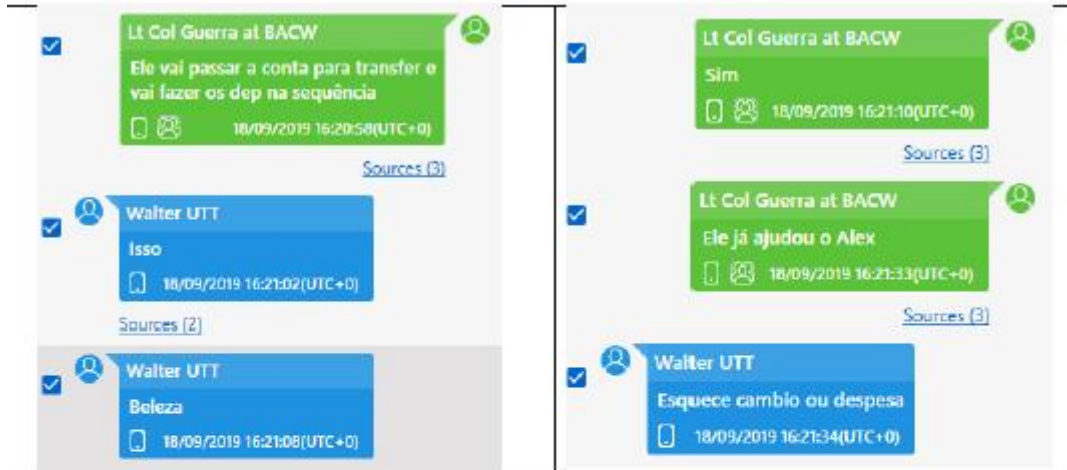 Lt Col Guerra at BACW
Ele vai passar a conta para transfer e
vai fazer os dep na sequência
18/09/2019 16:20:58(UTC+0)
Sources (3)
Walter UTT
Isso
18/09/2019 16:21:02(UTC+0)
Sources (2)
Walter UTT
Beleza
18/09/2019 16:21:08(UTC+0)
Lt Col Guerra at BACW
Sim
18/09/2019 16:21:10(UTC+0)
Sources (3)
Lt Col Guerra at BACW
Ele já ajudou o Alex
18/09/2019 16:21:33(UTC+0)
Sources (3)
Walter UTT
Esquece cambio ou despesa
18/09/2019 16:21:34(UTC+0)